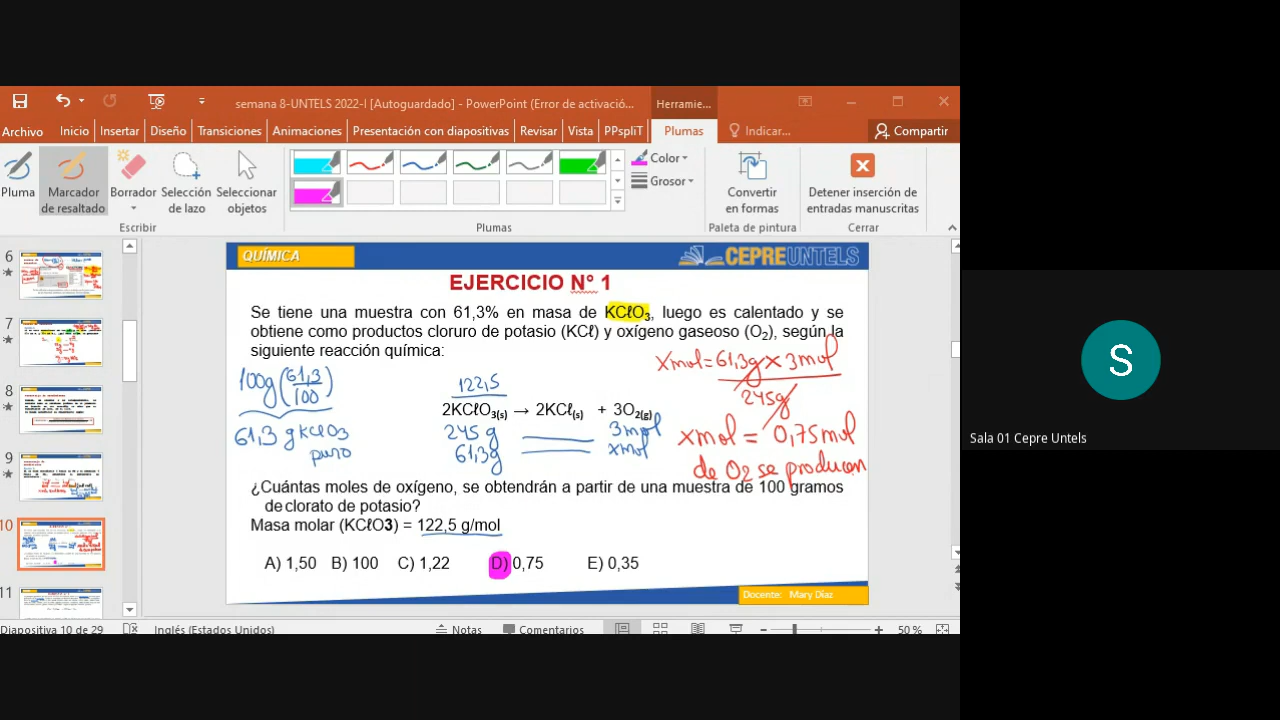 semana 8-UNTELS 2022-I [Autoguardado] - PowerPoint (Error de activació...
Herramie...
Archivo Inicio Insertar Diseño Transiciones Animaciones Presentación con diapositivas Revisar Vista PPspliT Plumas Indicar... Compartir
Pluma
Marcador de resaltado
Borrador
Selección de lazo
Seleccionar objetos
Color
Grosor
Convertir en formas
Detener inserción de entradas manuscritas
Escribir Plumas Paleta de pintura Cerrar
6
7
8
9
10
11
QUÍMICA
CEPREUNTELS
EJERCICIO N° 1
Se tiene una muestra con 61,3% en masa de KCℓO3, luego es calentado y se
obtiene como productos cloruro de potasio (KCℓ) y oxígeno gaseoso (O2), según la
siguiente reacción química:
xmol = 61,3g x 3mol
245g
100g (61,3/100)
122,5
2KCℓO3(s) → 2KCℓ(s) + 3O2(g)
61,3 g KClO3
puro
245 g 3mol
61,3g xmol
xmol = 0,75mol
de O2 se producen
¿Cuántas moles de oxígeno, se obtendrán a partir de una muestra de 100 gramos
de clorato de potasio?
Masa molar (KCℓO3) = 122,5 g/mol
A) 1,50 B) 100 C) 1,22 D) 0,75 E) 0,35
Docente: Mary Díaz
Diapositiva 10 de 29 Inglés (Estados Unidos) Notas Comentarios 50 %
S
Sala 01 Cepre Untels